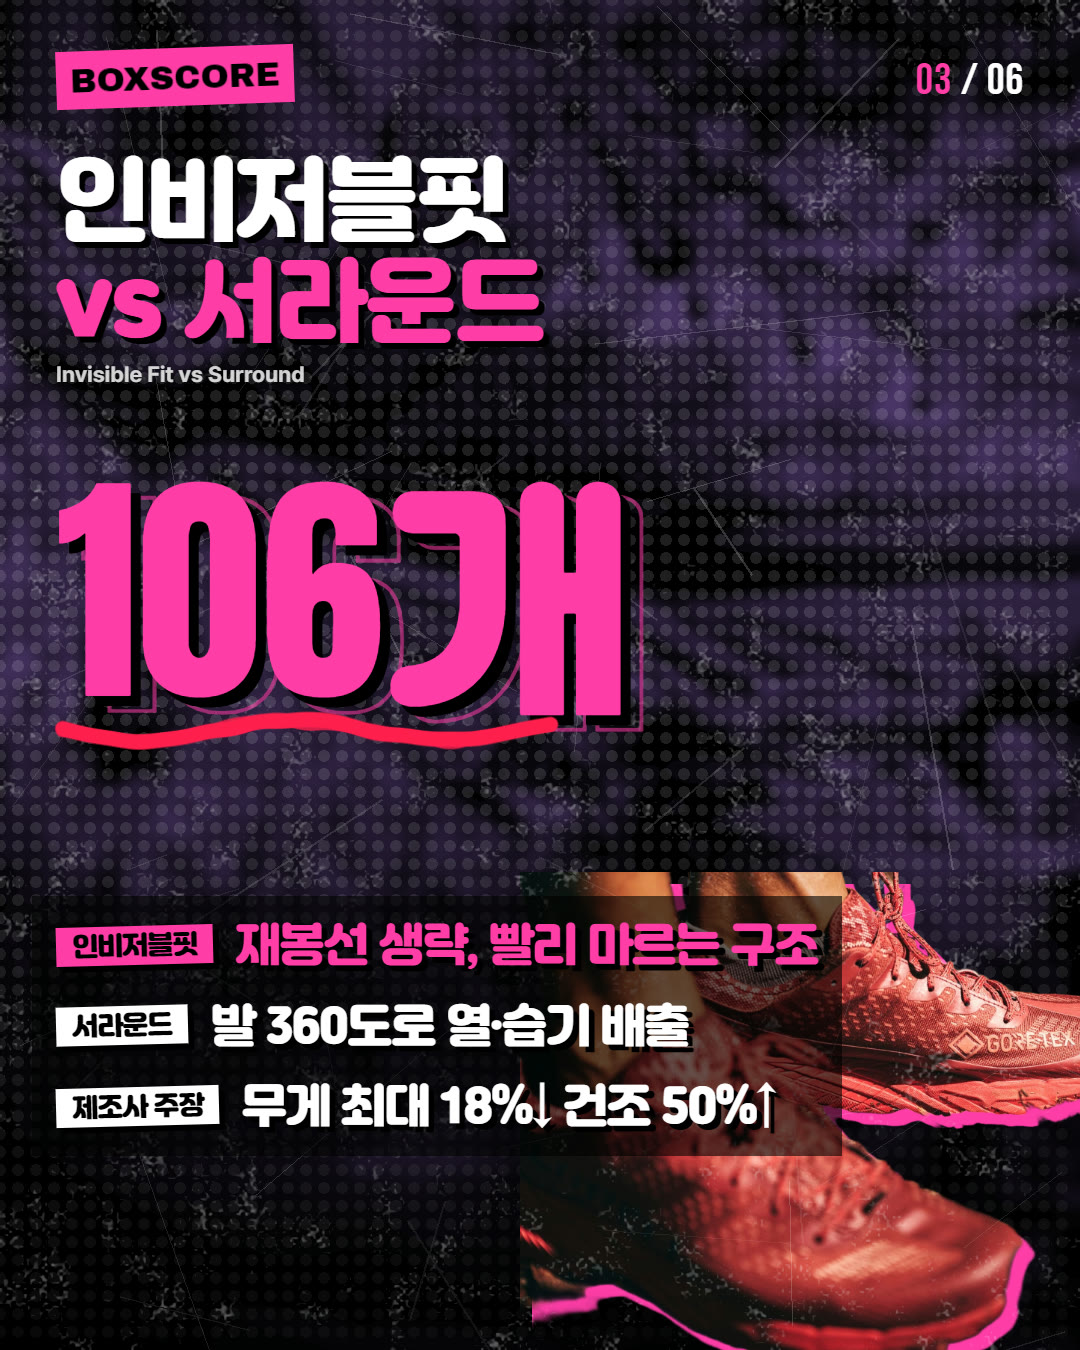 BOXSCORE
03 / 06
인비저블핏
vs 서라운드
Invisible Fit vs Surround
106개
인비저블핏 재봉선 생략, 빨리 마르는 구조
서라운드 발 360도로 열·습기 배출
제조사 주장 무게 최대 18%↓ 건조 50%↑
GORE-TEX